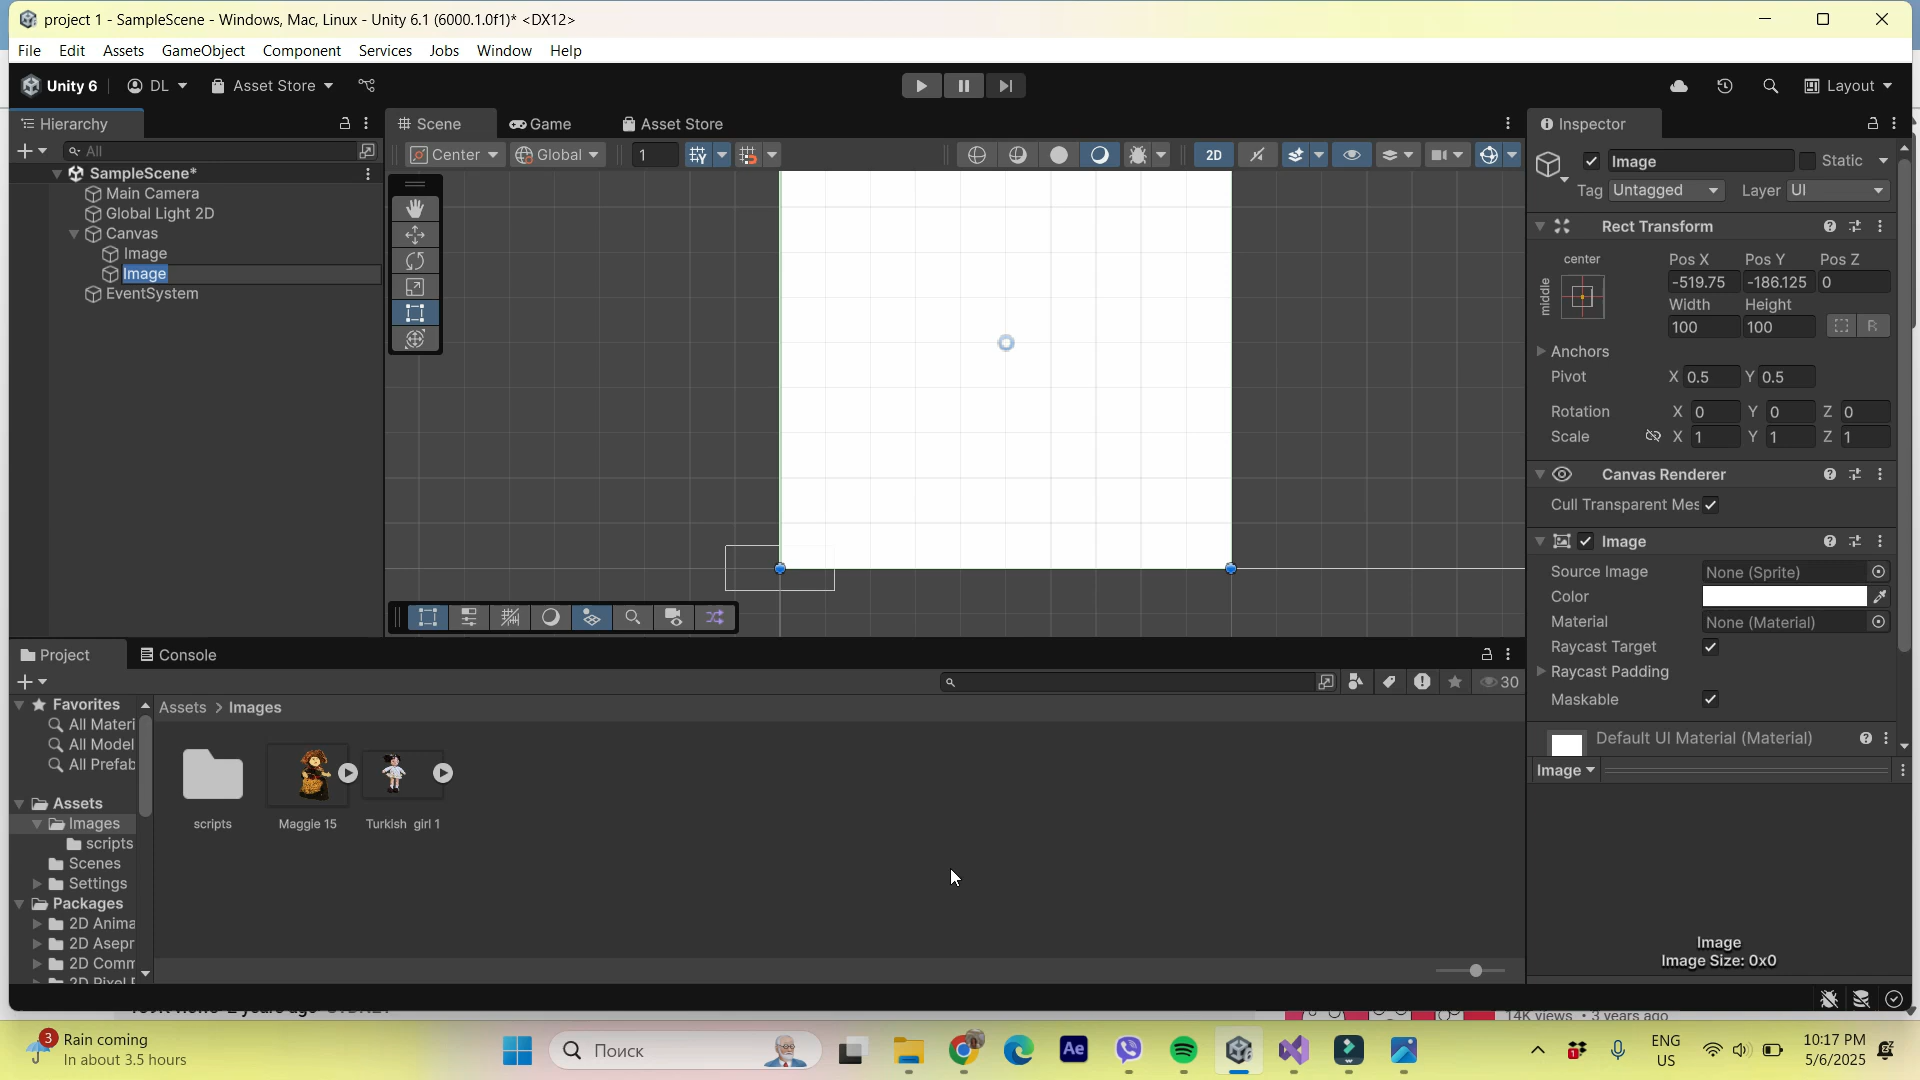 project 1 - SampleScene - Windows, Mac, Linux - Unity 6.1 (6000.1.0f1)* <DX12>
File Edit Assets GameObject Component Services Jobs Window Help
Unity 6 DL Asset Store Layout
Hierarchy
All
SampleScene*
Main Camera
Global Light 2D
Canvas
Image
Image
EventSystem
Scene Game Asset Store
Center Global 1 2D
Inspector
Image Static
Tag Untagged Layer UI
Rect Transform
center
middle
Pos X Pos Y Pos Z
-519.75 -186.125 0
Width Height
100 100 R
Anchors
Pivot X 0.5 Y 0.5
Rotation X 0 Y 0 Z 0
Scale X 1 Y 1 Z 1
Canvas Renderer
Cull Transparent Mes
Image
Source Image None (Sprite)
Color
Material None (Material)
Raycast Target
Raycast Padding
Maskable
Default UI Material (Material)
Image
Image
Image Size: 0x0
Project Console
30
Favorites
All Materi
All Model
All Prefab
Assets
Images
scripts
Scenes
Settings
Packages
2D Anima
2D Asepr
2D Comm
Assets > Images
scripts
Maggie 15
Turkish girl 1
14K views • 3 years ago
3
Rain coming
In about 3.5 hours
Поиск
Ae
1
ENG
US
10:17 PM
5/6/2025